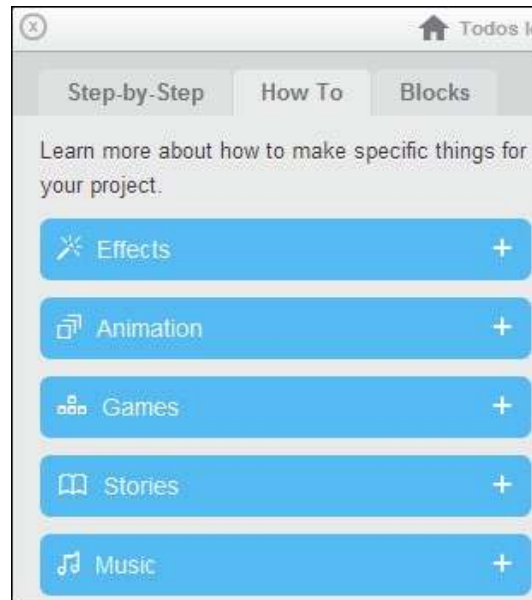 Todos
Step-by-Step How To Blocks
Learn more about how to make specific things for
your project.
Effects +
Animation +
Games +
Stories +
Music +